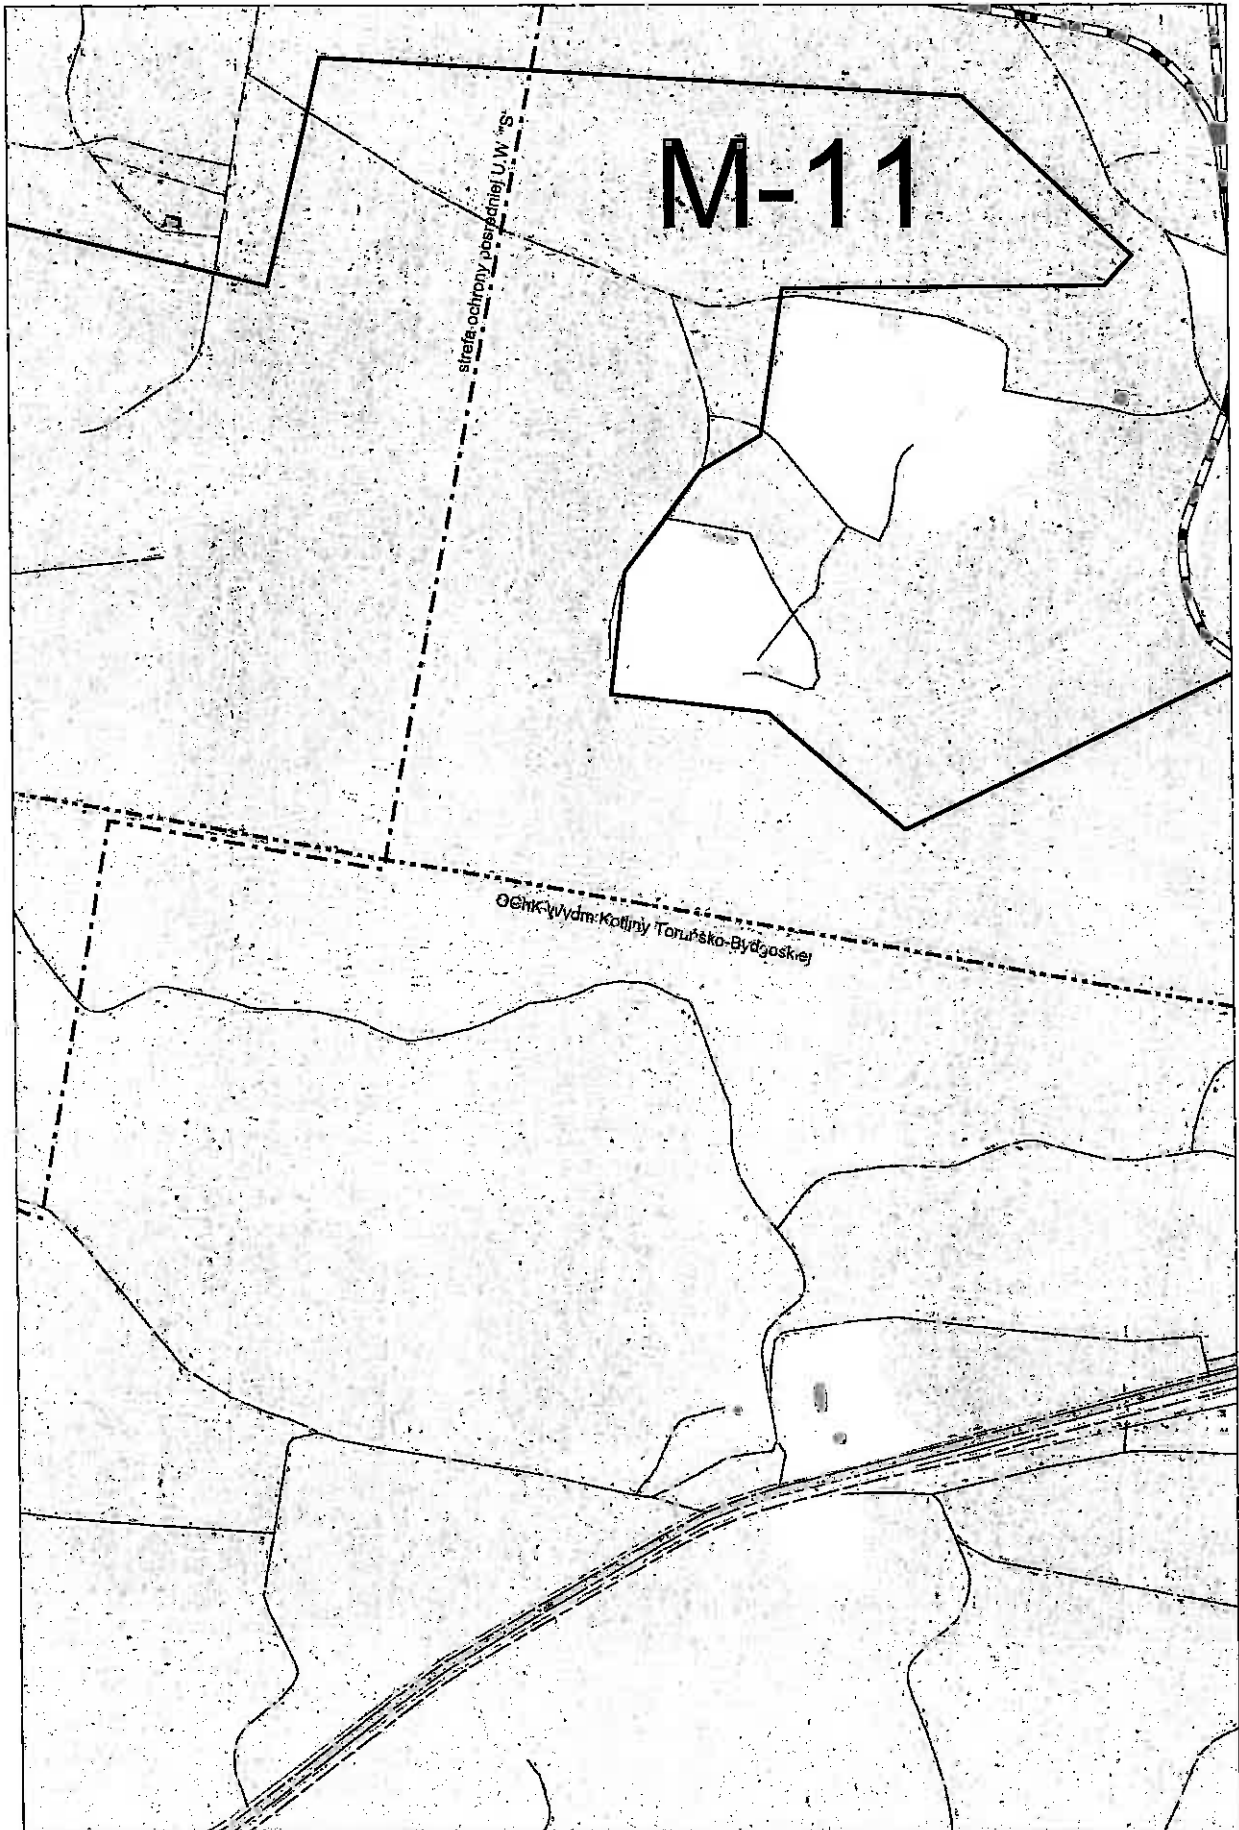 M-11
strefa ochrony pośredniej U.W "S"
OChK Wydm Kotliny Toruńsko-Bydgoskiej